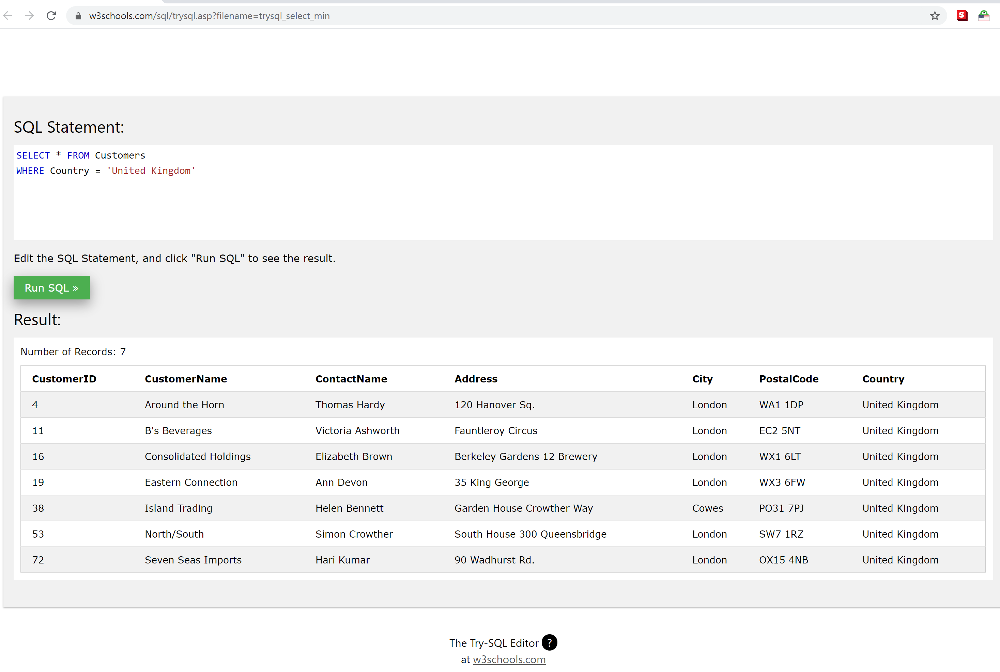 w3schools.com/sql/trysql.asp?filename=trysql_select_min
S
SQL Statement:
SELECT * FROM Customers
WHERE Country = 'United Kingdom'
Edit the SQL Statement, and click "Run SQL" to see the result.
Run SQL »
Result:
Number of Records: 7
CustomerID CustomerName ContactName Address City PostalCode Country
4 Around the Horn Thomas Hardy 120 Hanover Sq. London WA1 1DP United Kingdom
11 B's Beverages Victoria Ashworth Fauntleroy Circus London EC2 5NT United Kingdom
16 Consolidated Holdings Elizabeth Brown Berkeley Gardens 12 Brewery London WX1 6LT United Kingdom
19 Eastern Connection Ann Devon 35 King George London WX3 6FW United Kingdom
38 Island Trading Helen Bennett Garden House Crowther Way Cowes PO31 7PJ United Kingdom
53 North/South Simon Crowther South House 300 Queensbridge London SW7 1RZ United Kingdom
72 Seven Seas Imports Hari Kumar 90 Wadhurst Rd. London OX15 4NB United Kingdom
The Try-SQL Editor ?
at w3schools.com